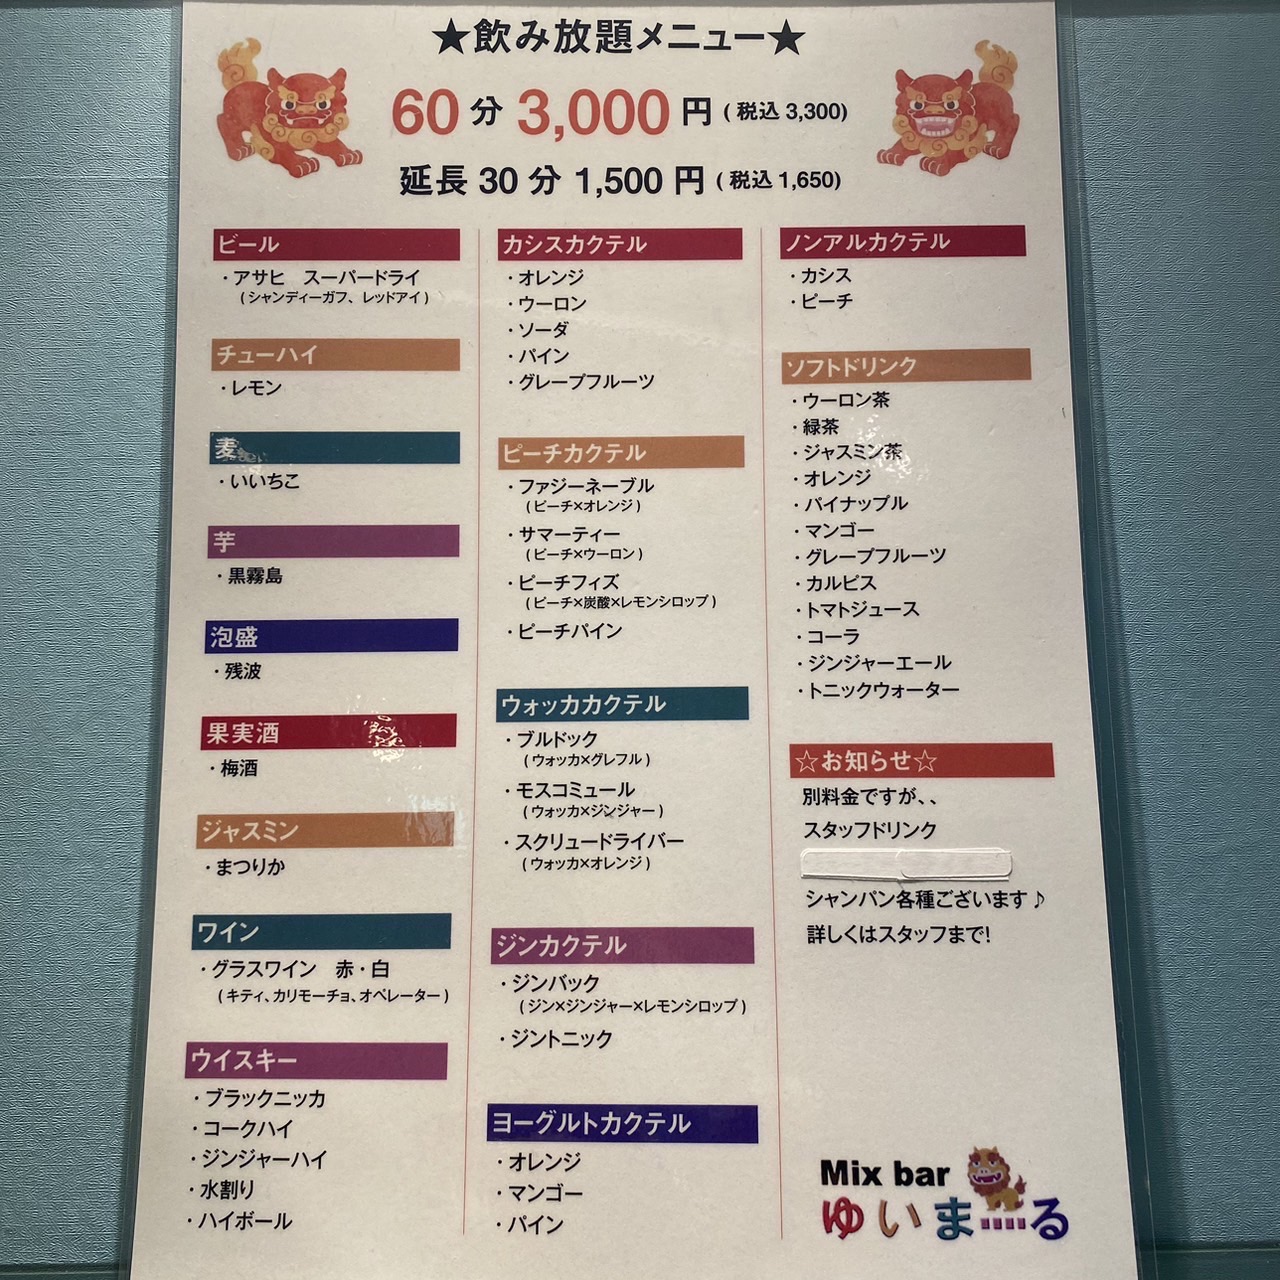 ★飲み放題メニュー★
60分 3,000円 (税込 3,300)
延長 30分 1,500円 (税込 1,650)
ビール
・アサヒ スーパードライ
(シャンディーガフ、レッドアイ)
チューハイ
・レモン
麦
・いいちこ
芋
・黒霧島
泡盛
・残波
果実酒
・梅酒
ジャスミン
・まつりか
ワイン
・グラスワイン 赤・白
(キティ、カリモーチョ、オペレーター)
ウイスキー
・ブラックニッカ
・コークハイ
・ジンジャーハイ
・水割り
・ハイボール
カシスカクテル
・オレンジ
・ウーロン
・ソーダ
・パイン
・グレープフルーツ
ピーチカクテル
・ファジーネーブル
(ピーチ×オレンジ)
・サマーティー
(ピーチ×ウーロン)
・ピーチフィズ
(ピーチ×炭酸×レモンシロップ)
・ピーチパイン
ウォッカカクテル
・ブルドック
(ウォッカ×グレフル)
・モスコミュール
(ウォッカ×ジンジャー)
・スクリュードライバー
(ウォッカ×オレンジ)
ジンカクテル
・ジンバック
(ジン×ジンジャー×レモンシロップ)
・ジントニック
ヨーグルトカクテル
・オレンジ
・マンゴー
・パイン
ノンアルカクテル
・カシス
・ピーチ
ソフトドリンク
・ウーロン茶
・緑茶
・ジャスミン茶
・オレンジ
・パイナップル
・マンゴー
・グレープフルーツ
・カルピス
・トマトジュース
・コーラ
・ジンジャーエール
・トニックウォーター
☆お知らせ☆
別料金ですが、、
スタッフドリンク
シャンパン各種ございます♪
詳しくはスタッフまで!
Mix bar
ゆいまーる